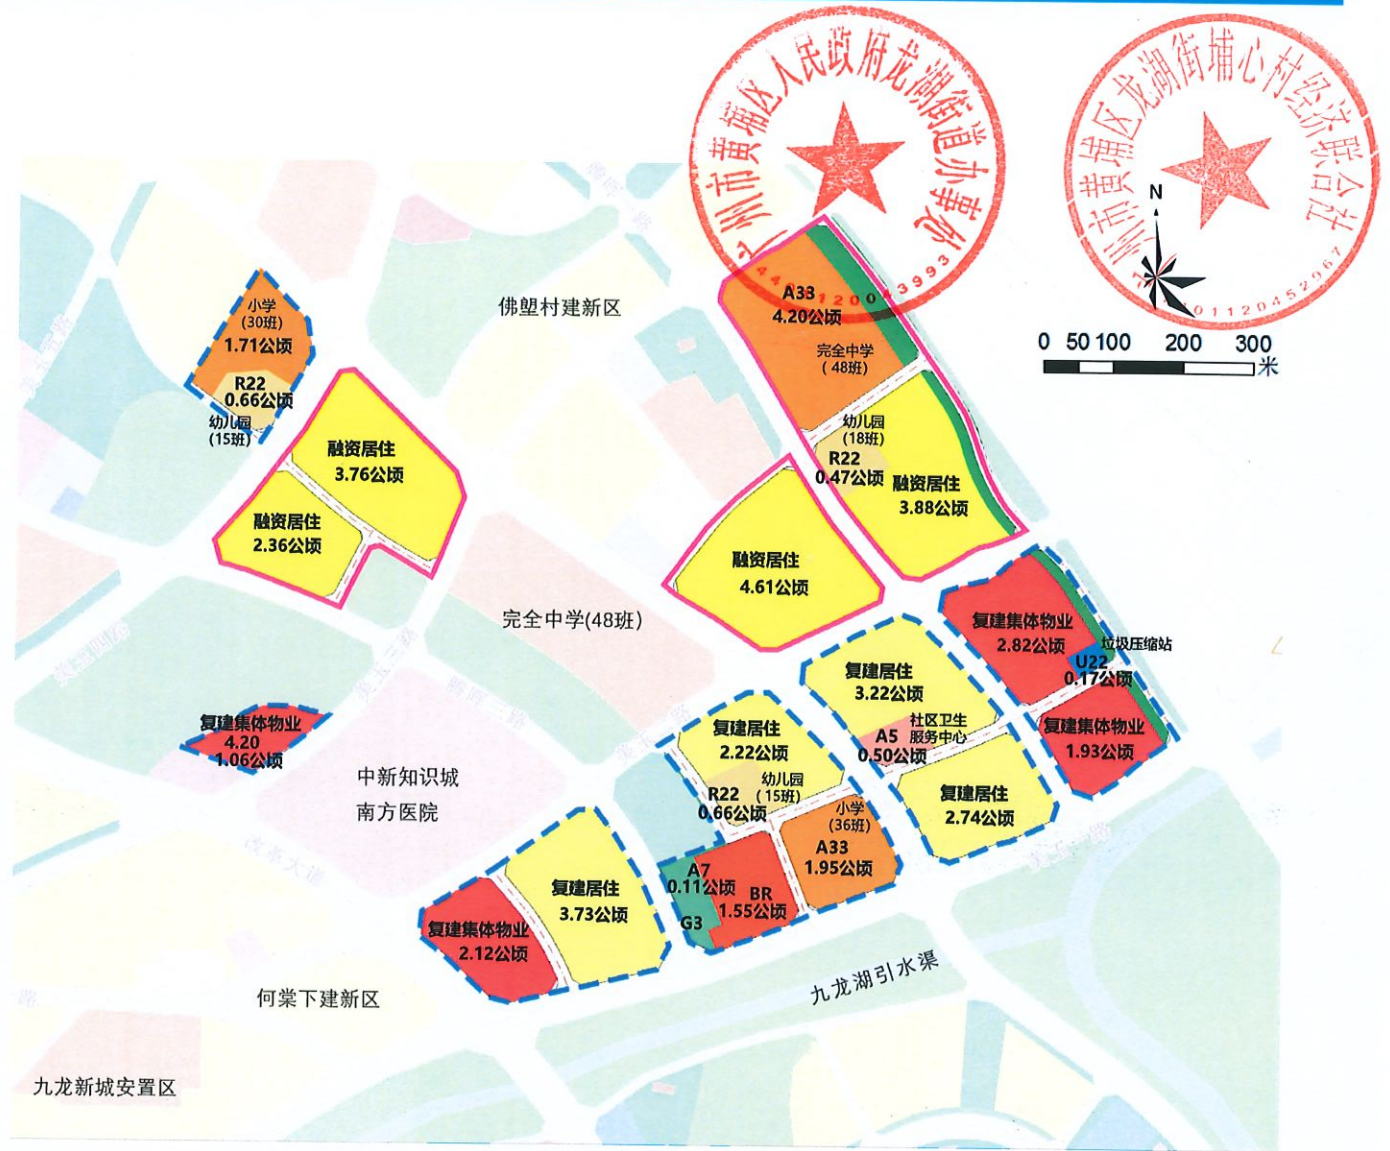 广州市黄埔区人民政府龙湖街道办事处
广州市黄埔区龙湖街埔心村经济联合社
N
0 50 100 200 300
米
佛塱村建新区
小学
(30班)
1.71公顷
R22
0.66公顷
幼儿园
(15班)
A33
4.20公顷
完全中学
(48班)
幼儿园
(18班)
R22
0.47公顷
融资居住
3.88公顷
融资居住
3.76公顷
融资居住
2.36公顷
融资居住
4.61公顷
完全中学(48班)
复建集体物业
2.82公顷
垃圾压缩站
U22
0.17公顷
复建集体物业
1.93公顷
复建居住
3.22公顷
社区卫生
服务中心
A5
0.50公顷
复建居住
2.74公顷
复建集体物业
4.20
1.06公顷
复建居住
2.22公顷
幼儿园
(15班)
R22
0.66公顷
小学
(36班)
A33
1.95公顷
中新知识城
南方医院
改革大道
A7
0.11公顷
BR
1.55公顷
G3
复建居住
3.73公顷
复建集体物业
2.12公顷
九龙湖引水渠
何棠下建新区
九龙新城安置区